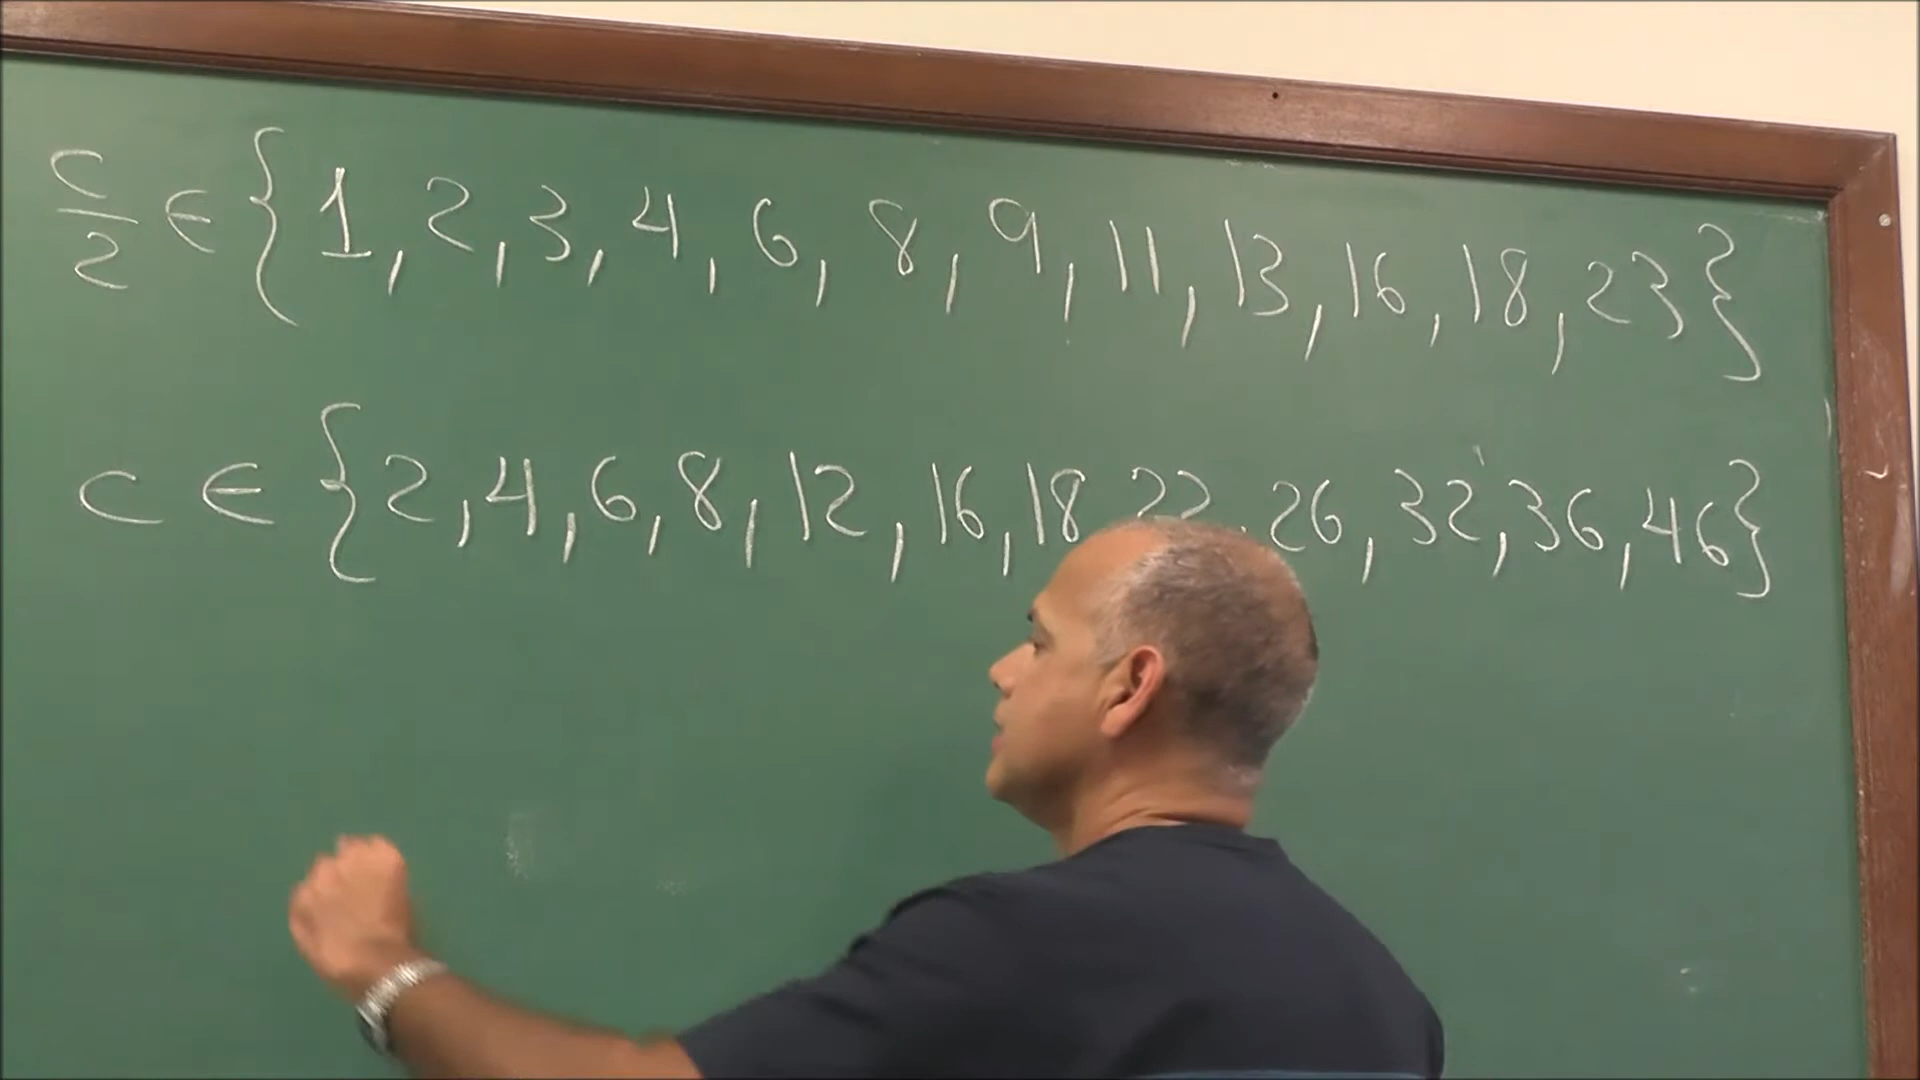 c/2 ∈ {1, 2, 3, 4, 6, 8, 9, 11, 13, 16, 18, 23}
c ∈ {2, 4, 6, 8, 12, 16, 18, 22, 26, 32, 36, 46}